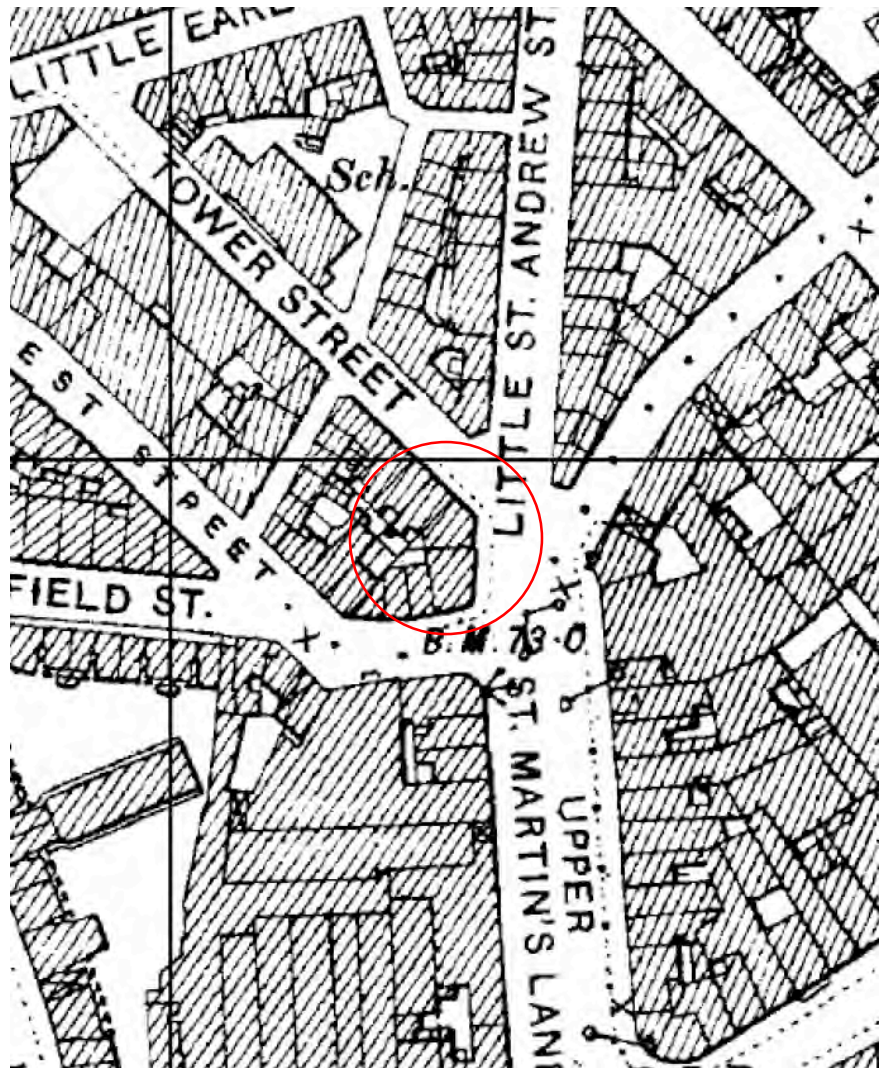 LITTLE EARL
LITTLE ST. ANDREW ST.
Sch.
TOWER STREET
EST STREET
FIELD ST.
B.M. 73·0
UPPER
ST. MARTIN'S LANE